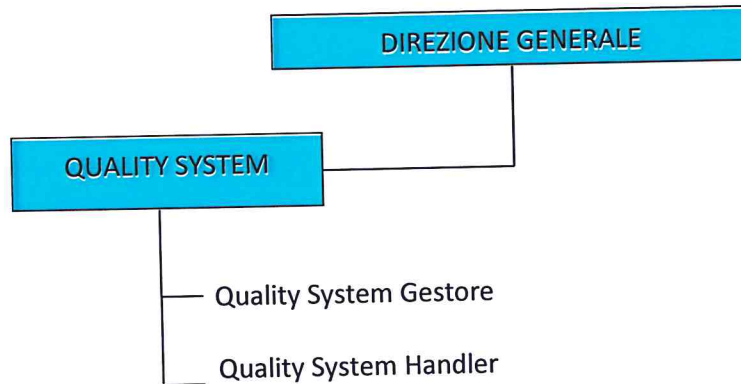 DIREZIONE GENERALE
QUALITY SYSTEM
Quality System Gestore
Quality System Handler